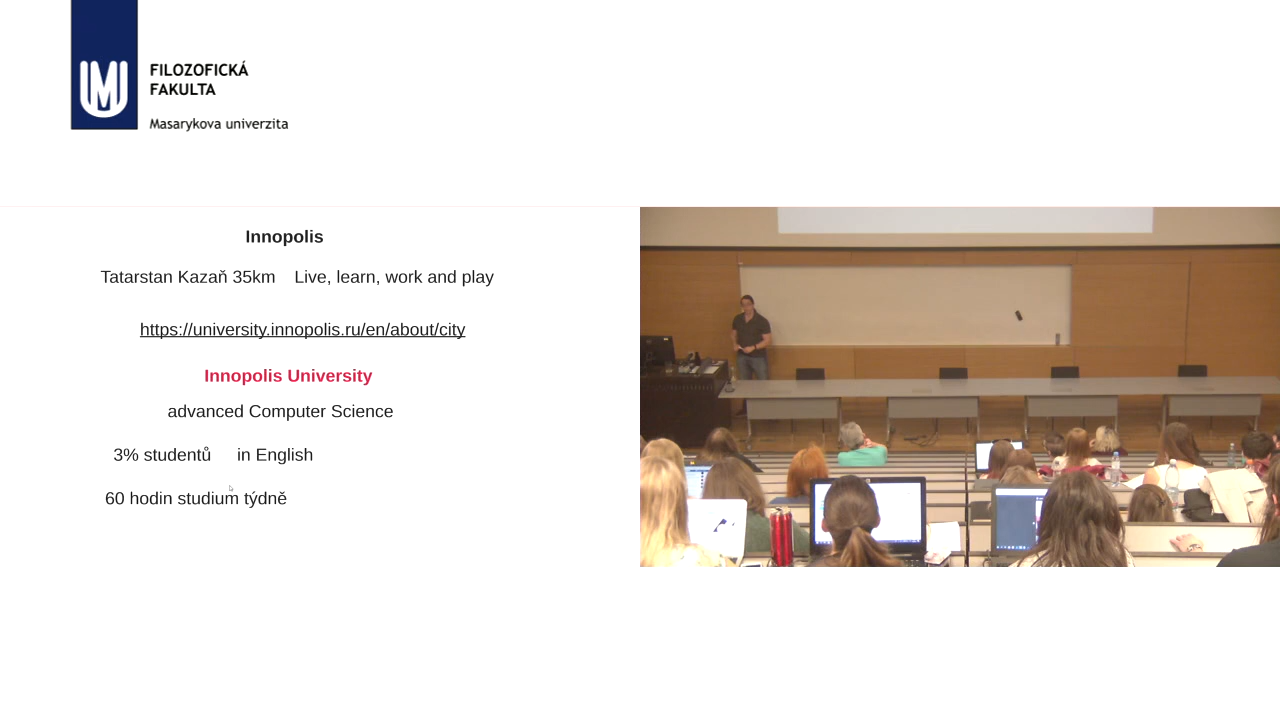 FILOZOFICKÁ
FAKULTA
Masarykova univerzita
Innopolis
Tatarstan Kazaň 35km Live, learn, work and play
https://university.innopolis.ru/en/about/city
Innopolis University
advanced Computer Science
3% studentů in English
60 hodin studium týdně